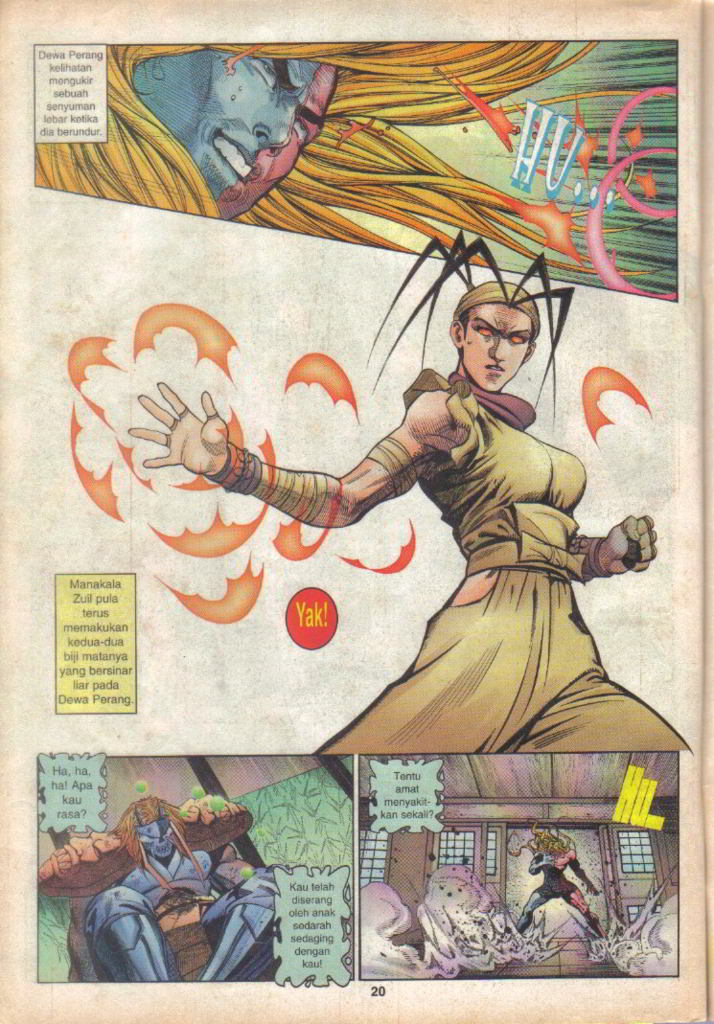 Dewa Perang
kelihatan
mengukir
sebuah
senyuman
lebar ketika
dia berundur.
HU...
Yak!
Manakala
Zuil pula
terus
memakukan
kedua-dua
biji matanya
yang bersinar
liar pada
Dewa Perang.
Ha, ha,
ha! Apa
kau
rasa?
Kau telah
diserang
oleh anak
sedarah
sedaging
dengan
kau!
Tentu
amat
menyakit-
kan sekali?
20